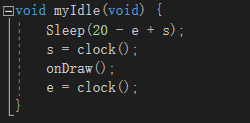 void myIdle(void) {
    Sleep(20 - e + s);
    s = clock();
    onDraw();
    e = clock();
}